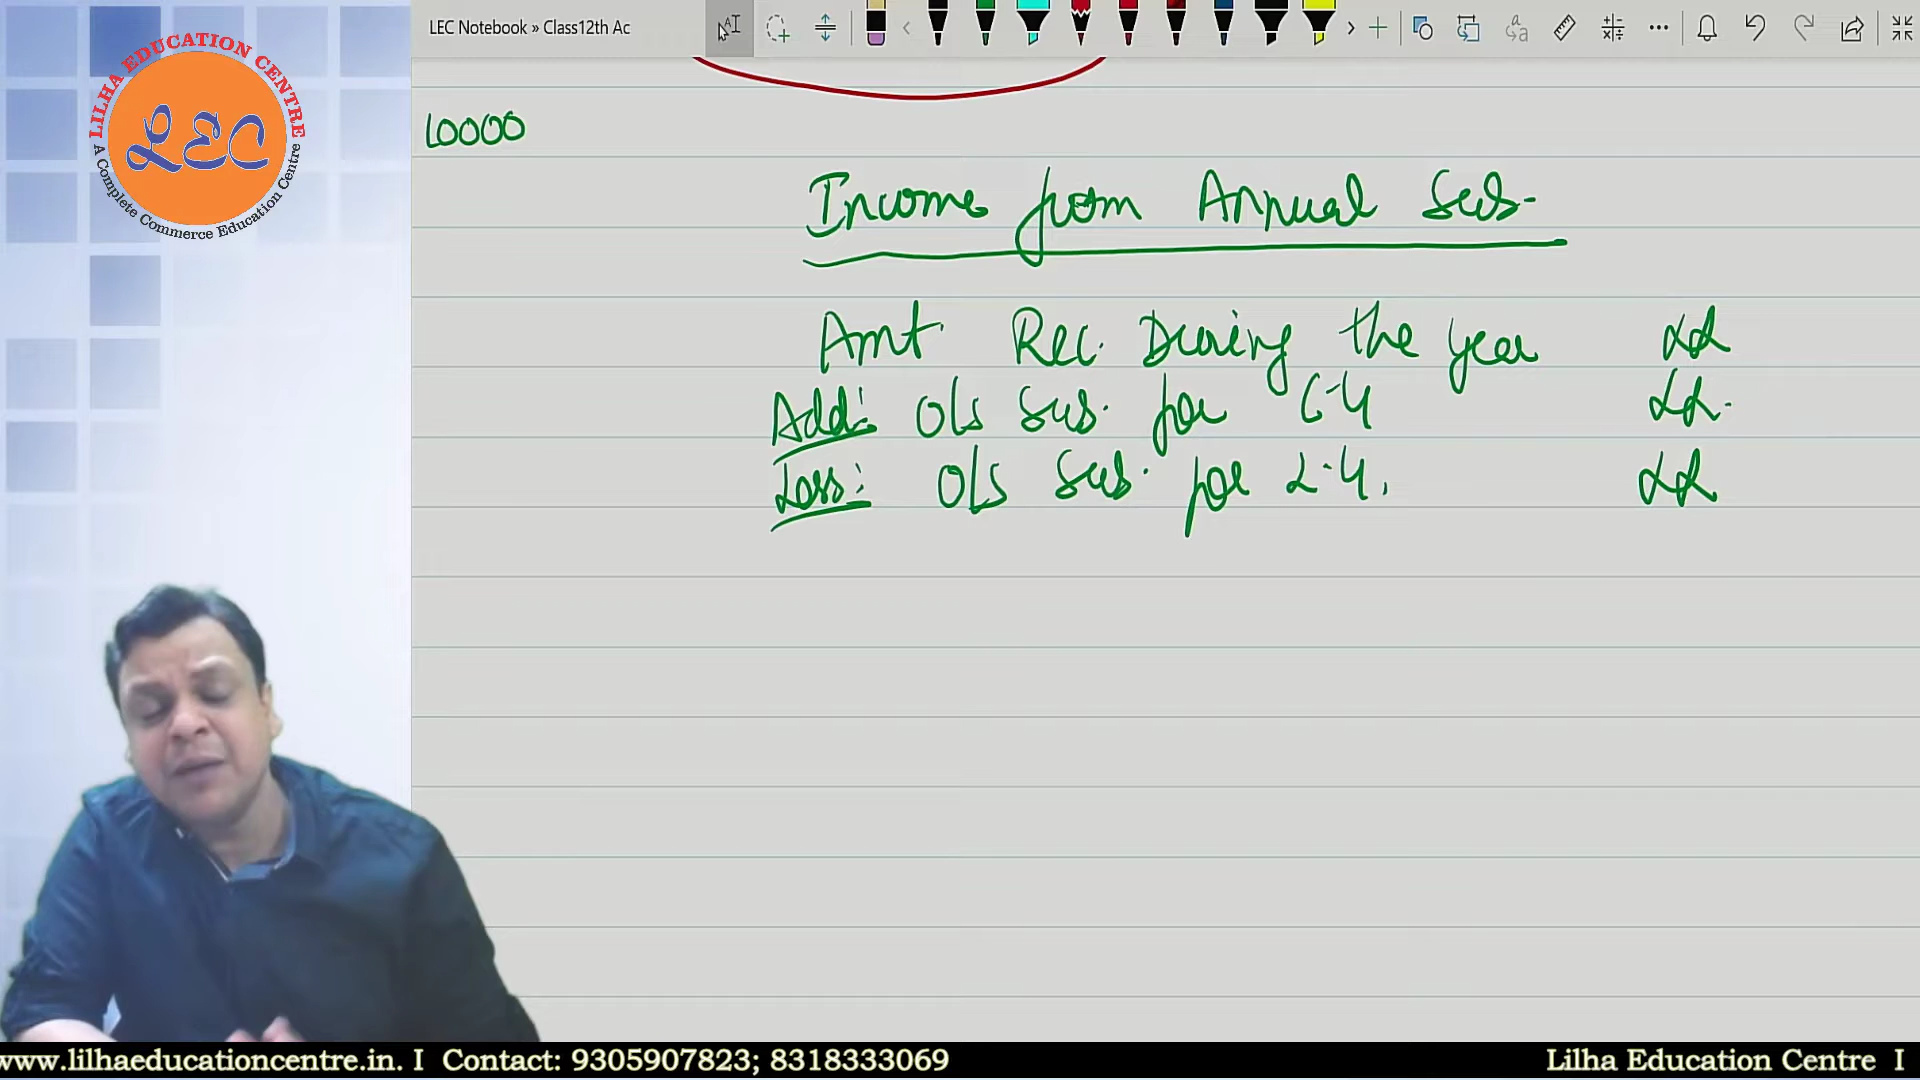 LEC Notebook » Class12th Ac
LILHA EDUCATION CENTRE
LEC
A Complete Commerce Education Centre
10000
Income from Annual Sub.
Amt. Rec. During the year xx
Add: O/s Sub. for C.Y xx.
Less: O/s Sub. for L.Y. xx
www.lilhaeducationcentre.in. I Contact: 9305907823; 8318333069
Lilha Education Centre I